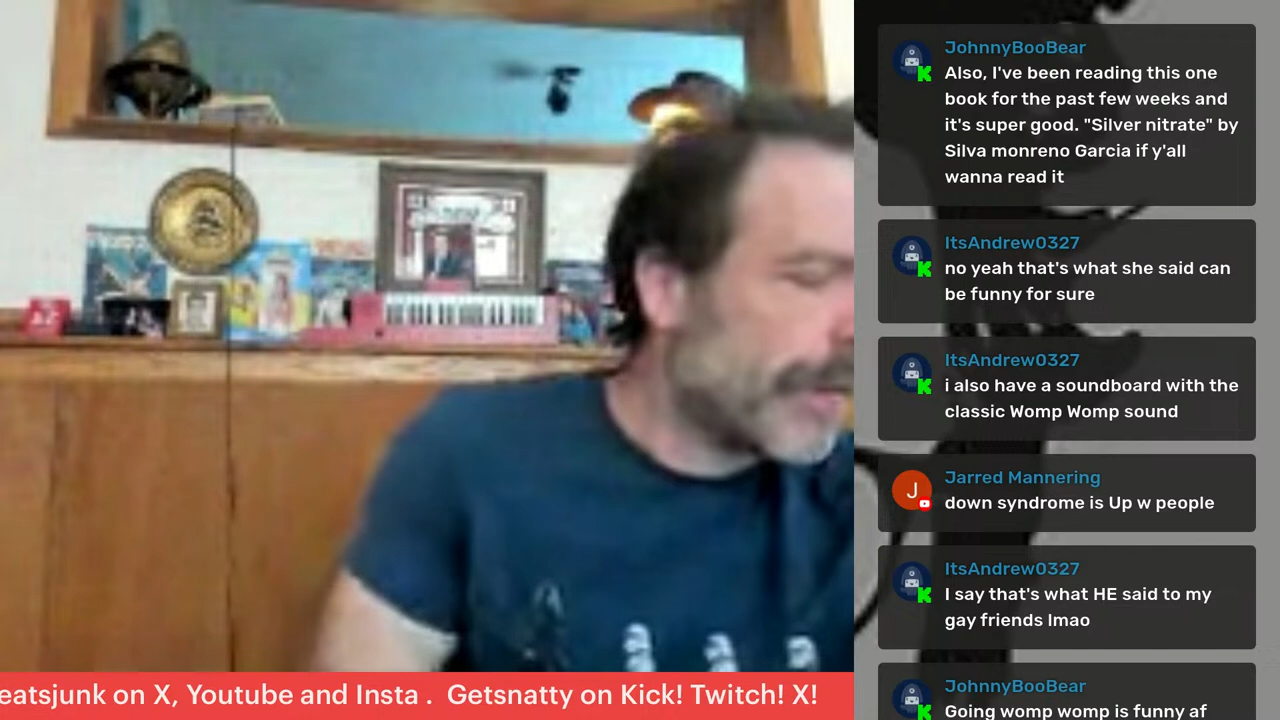 JohnnyBooBear
Also, I've been reading this one
book for the past few weeks and
it's super good. "Silver nitrate" by
Silva monreno Garcia if y'all
wanna read it
ItsAndrew0327
no yeah that's what she said can
be funny for sure
ItsAndrew0327
i also have a soundboard with the
classic Womp Womp sound
J
Jarred Mannering
down syndrome is Up w people
ItsAndrew0327
I say that's what HE said to my
gay friends lmao
JohnnyBooBear
Going womp womp is funny af
eatsjunk on X, Youtube and Insta .  Getsnatty on Kick! Twitch! X!